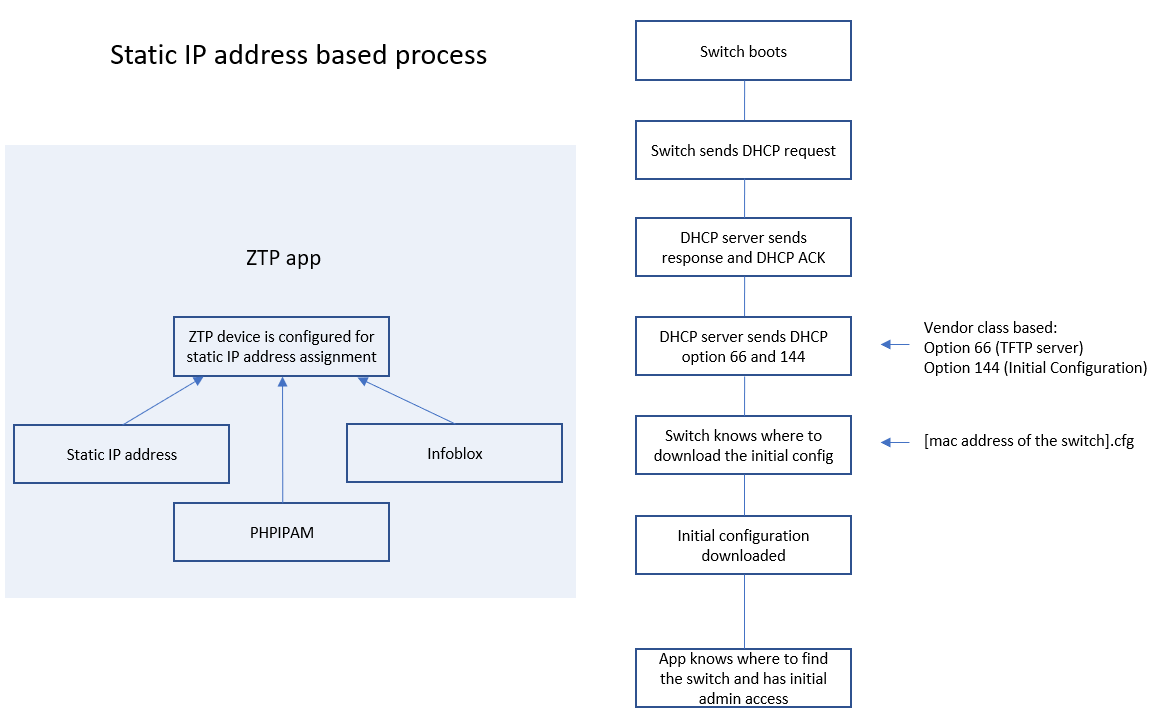 Static IP address based process
ZTP app
ZTP device is configured for
static IP address assignment
Static IP address
Infoblox
PHPIPAM
Switch boots
Switch sends DHCP request
DHCP server sends
response and DHCP ACK
DHCP server sends DHCP
option 66 and 144
Vendor class based:
Option 66 (TFTP server)
Option 144 (Initial Configuration)
Switch knows where to
download the initial config
[mac address of the switch].cfg
Initial configuration
downloaded
App knows where to find
the switch and has initial
admin access